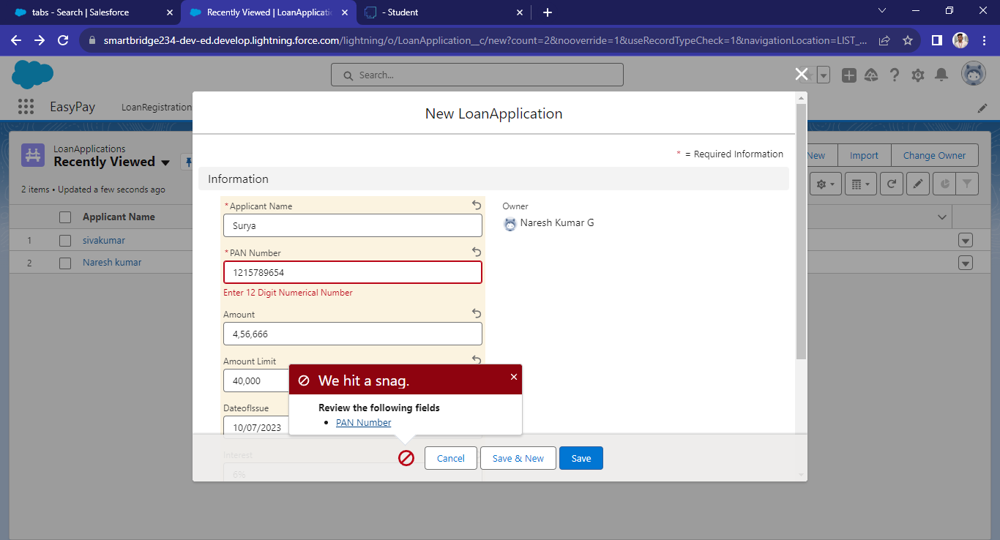 tabs - Search | Salesforce
Recently Viewed | LoanApplicatio
- Student
smartbridge234-dev-ed.develop.lightning.force.com/lightning/o/LoanApplication__c/new?count=2&nooverride=1&useRecordTypeCheck=1&navigationLocation=LIST_...
Search...
EasyPay
LoanRegistration
New LoanApplication
LoanApplications
Recently Viewed
New
Import
Change Owner
* = Required Information
Information
2 items • Updated a few seconds ago
Applicant Name
1 sivakumar
2 Naresh kumar
*Applicant Name
Surya
Owner
Naresh Kumar G
*PAN Number
1215789654
Enter 12 Digit Numerical Number
Amount
4,56,666
Amount Limit
40,000
We hit a snag.
Review the following fields
• PAN Number
DateofIssue
10/07/2023
Interest
6%
Cancel
Save & New
Save